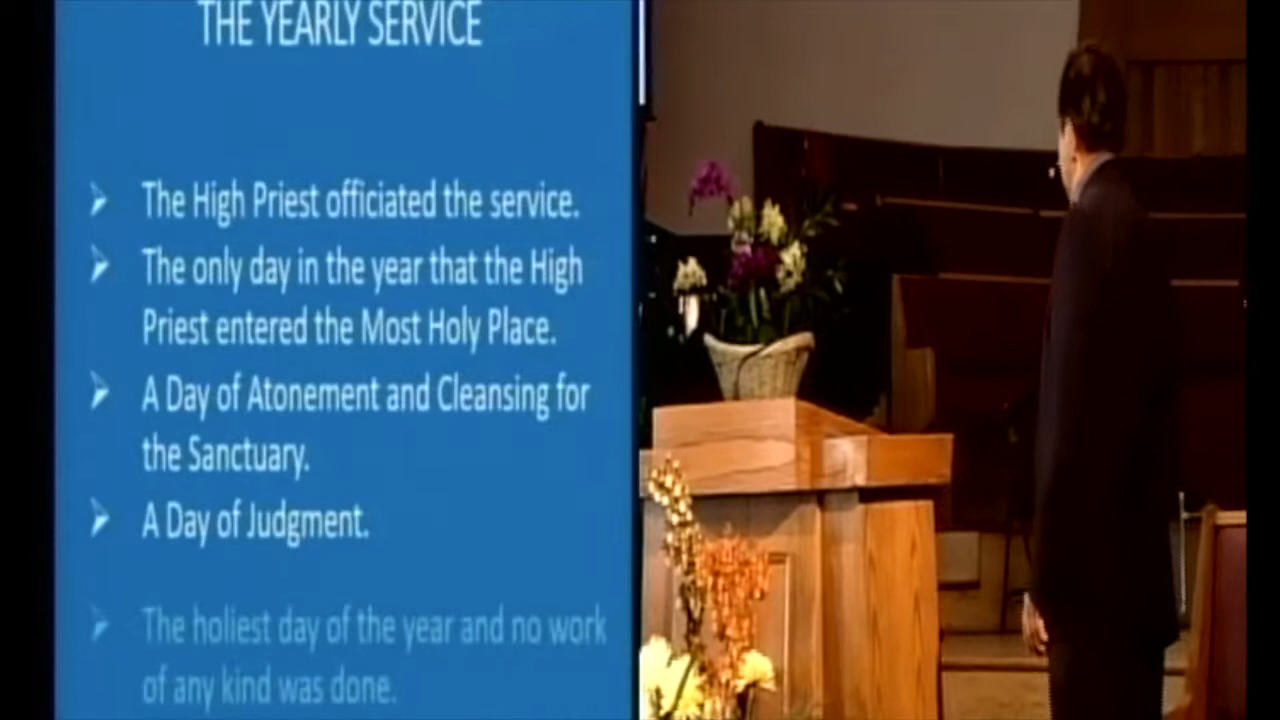 THE YEARLY SERVICE
The High Priest officiated the service.
The only day in the year that the High
Priest entered the Most Holy Place.
A Day of Atonement and Cleansing for
the Sanctuary.
A Day of Judgment.
The holiest day of the year and no work
of any kind was done.